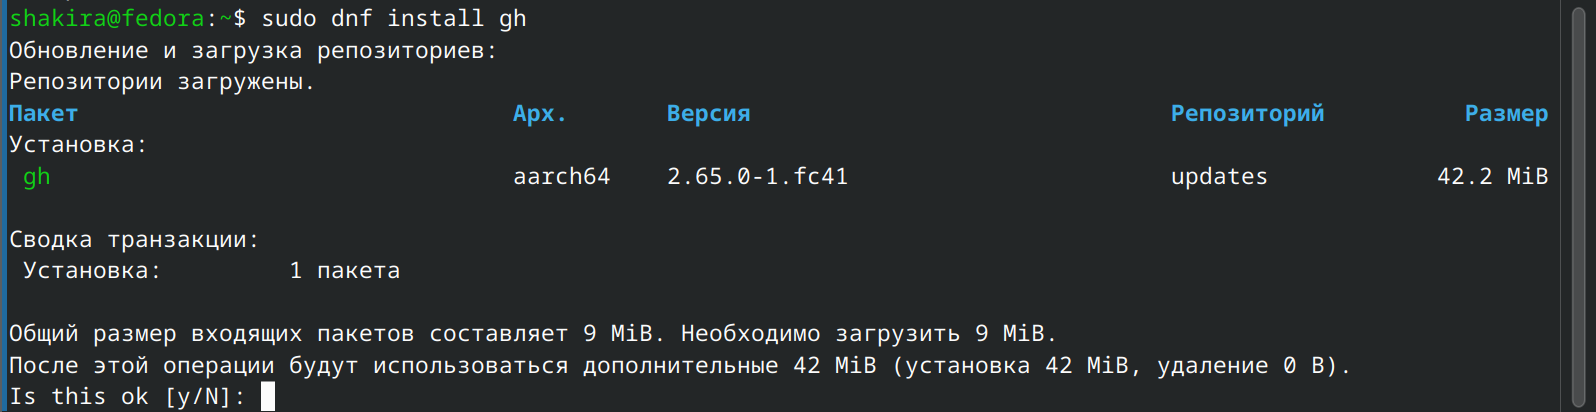 shakira@fedora:~$ sudo dnf install gh
Обновление и загрузка репозиториев:
Репозитории загружены.
Пакет Арх. Версия Репозиторий Размер
Установка:
gh aarch64 2.65.0-1.fc41 updates 42.2 MiB
Сводка транзакции:
Установка: 1 пакета
Общий размер входящих пакетов составляет 9 MiB. Необходимо загрузить 9 MiB.
После этой операции будут использоваться дополнительные 42 MiB (установка 42 MiB, удаление 0 B).
Is this ok [y/N]: